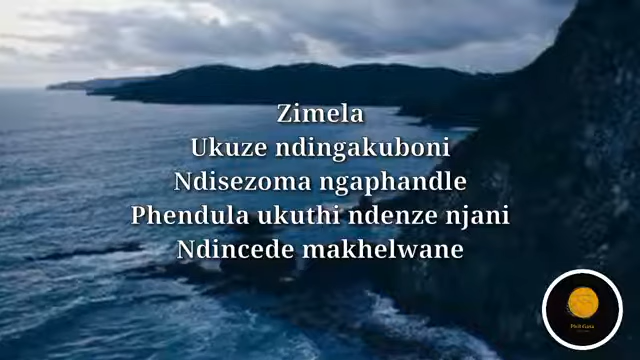 Zimela
Ukuze ndingakuboni
Ndisezoma ngaphandle
Phendula ukuthi ndenze njani
Ndincede makhelwane